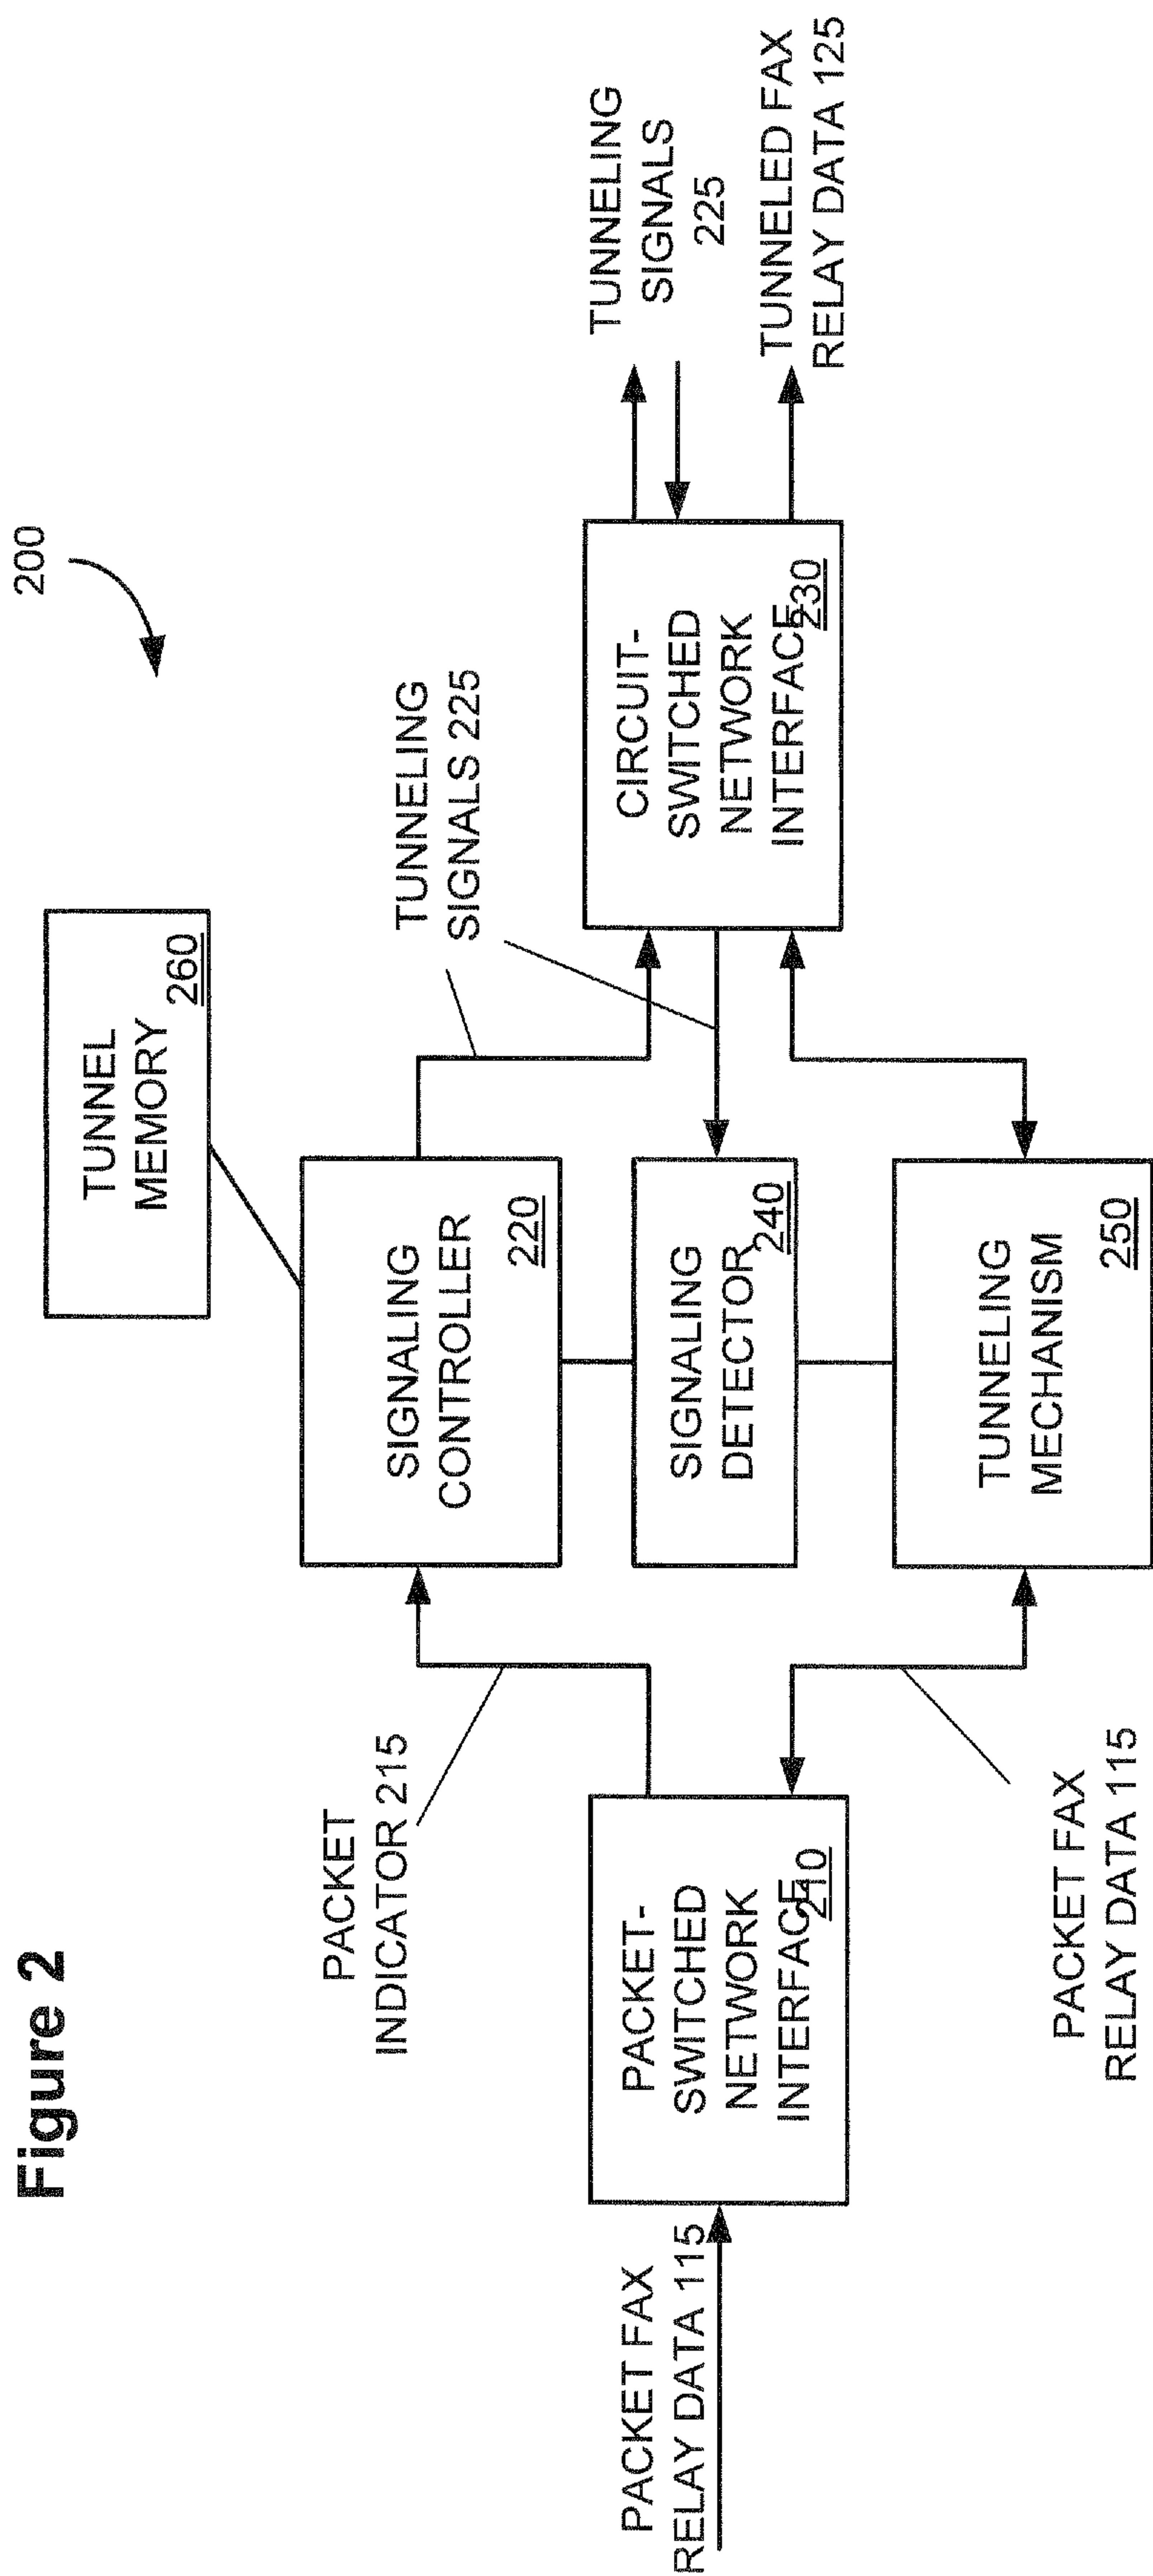 Figure 2
200
TUNNEL
MEMORY
260
PACKET
INDICATOR 215
SIGNALING
CONTROLLER
220
TUNNELING
SIGNALS 225
PACKET FAX
RELAY DATA 115
PACKET-
SWITCHED
NETWORK
INTERFACE
210
SIGNALING
DETECTOR
240
CIRCUIT-
SWITCHED
NETWORK
INTERFACE
230
TUNNELING
SIGNALS
225
TUNNELED FAX
RELAY DATA 125
PACKET FAX
RELAY DATA 115
TUNNELING
MECHANISM
250